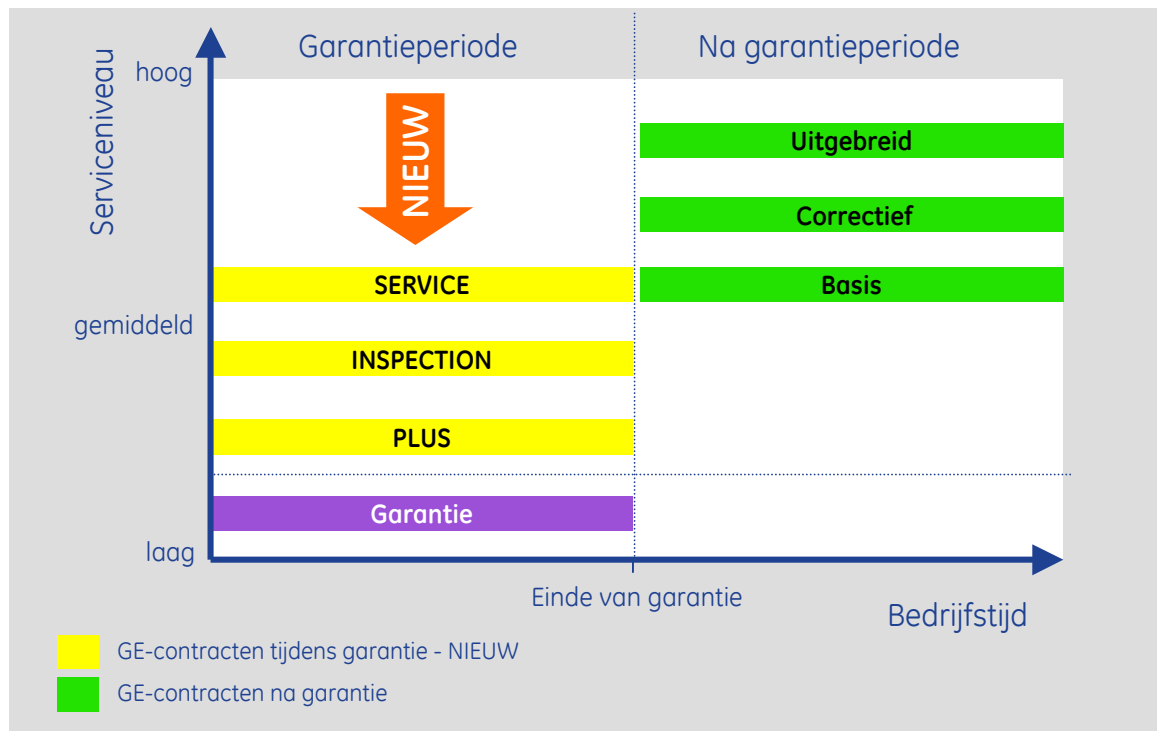 Garantieperiode
Na garantieperiode
Serviceniveau
hoog
NIEUW
Uitgebreid
Correctief
SERVICE
Basis
gemiddeld
INSPECTION
PLUS
Garantie
laag
Einde van garantie
Bedrijfstijd
GE-contracten tijdens garantie - NIEUW
GE-contracten na garantie